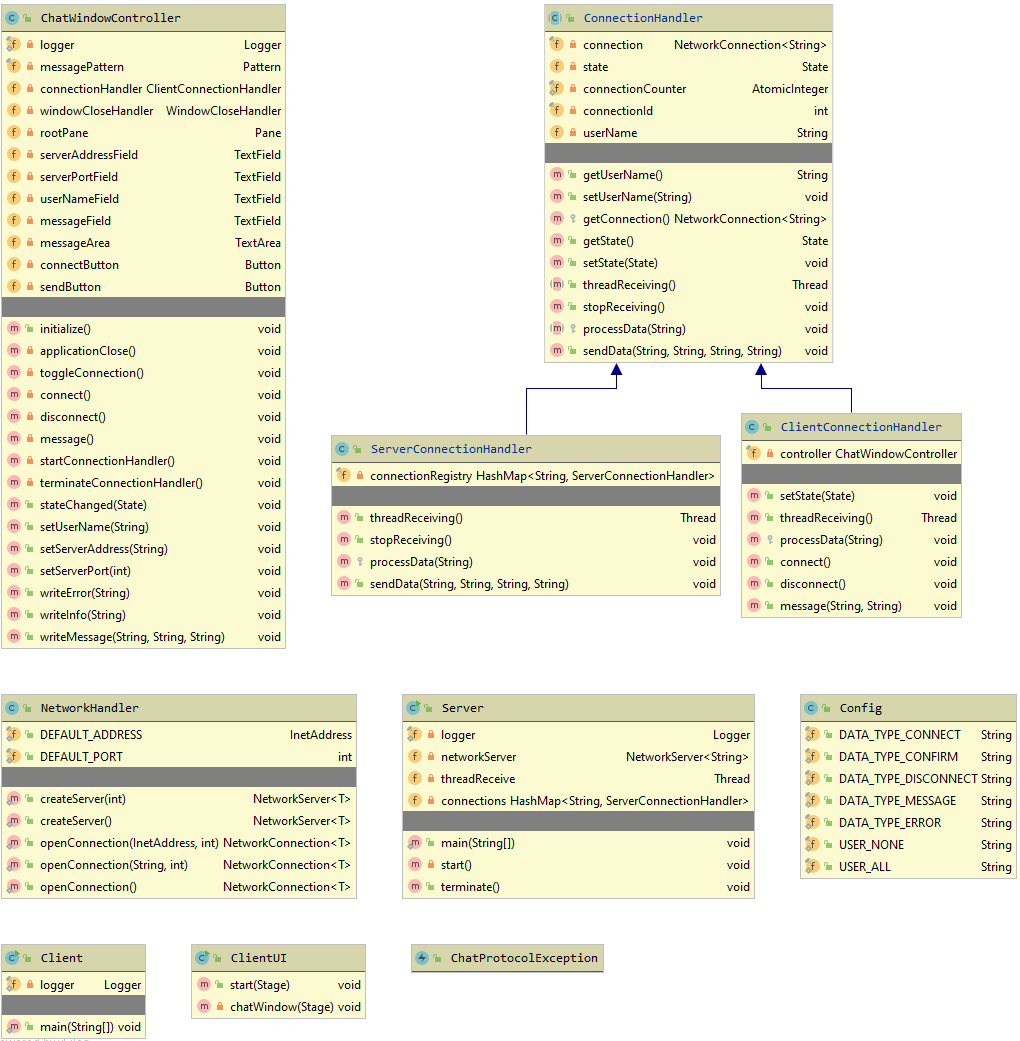 ChatWindowController
logger Logger
messagePattern Pattern
connectionHandler ClientConnectionHandler
windowCloseHandler WindowCloseHandler
rootPane Pane
serverAddressField TextField
serverPortField TextField
userNameField TextField
messageField TextField
messageArea TextArea
connectButton Button
sendButton Button
initialize() void
applicationClose() void
toggleConnection() void
connect() void
disconnect() void
message() void
startConnectionHandler() void
terminateConnectionHandler() void
stateChanged(State) void
setUserName(String) void
setServerAddress(String) void
setServerPort(int) void
writeError(String) void
writeInfo(String) void
writeMessage(String, String, String) void
ConnectionHandler
connection NetworkConnection<String>
state State
connectionCounter AtomicInteger
connectionId int
userName String
getUserName() String
setUserName(String) void
getConnection() NetworkConnection<String>
getState() State
setState(State) void
threadReceiving() Thread
stopReceiving() void
processData(String) void
sendData(String, String, String, String) void
ServerConnectionHandler
connectionRegistry HashMap<String, ServerConnectionHandler>
threadReceiving() Thread
stopReceiving() void
processData(String) void
sendData(String, String, String, String) void
ClientConnectionHandler
controller ChatWindowController
setState(State) void
threadReceiving() Thread
processData(String) void
connect() void
disconnect() void
message(String, String) void
NetworkHandler
DEFAULT_ADDRESS InetAddress
DEFAULT_PORT int
createServer(int) NetworkServer<T>
createServer() NetworkServer<T>
openConnection(InetAddress, int) NetworkConnection<T>
openConnection(String, int) NetworkConnection<T>
openConnection() NetworkConnection<T>
Server
logger Logger
networkServer NetworkServer<String>
threadReceive Thread
connections HashMap<String, ServerConnectionHandler>
main(String[]) void
start() void
terminate() void
Config
DATA_TYPE_CONNECT String
DATA_TYPE_CONFIRM String
DATA_TYPE_DISCONNECT String
DATA_TYPE_MESSAGE String
DATA_TYPE_ERROR String
USER_NONE String
USER_ALL String
Client
logger Logger
main(String[]) void
ClientUI
start(Stage) void
chatWindow(Stage) void
ChatProtocolException